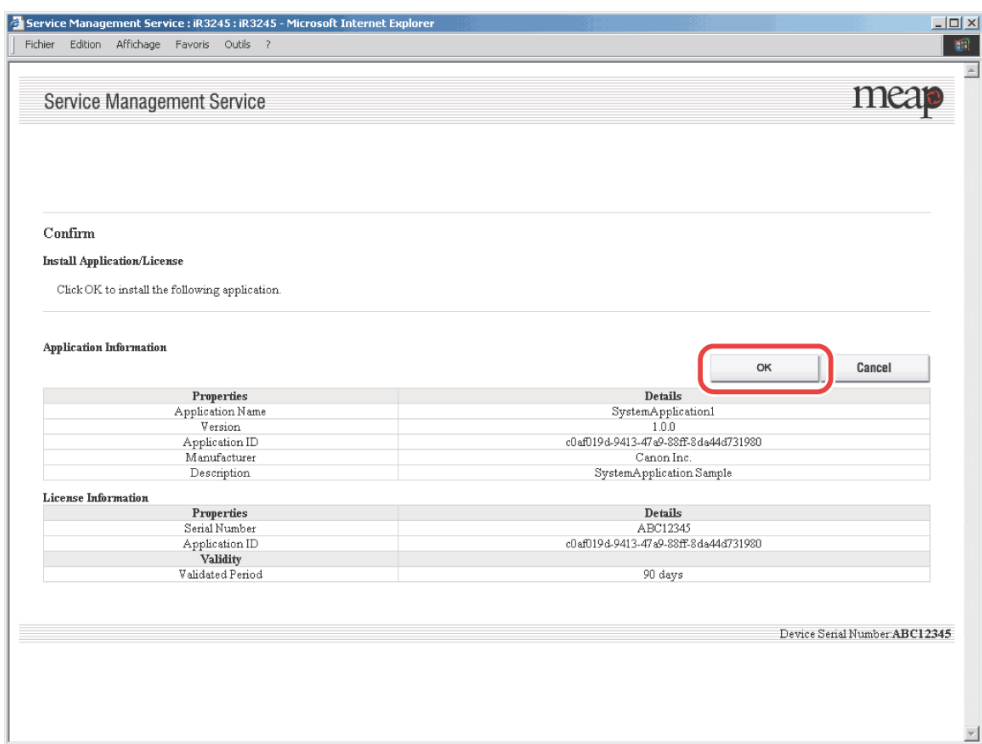 Service Management Service : iR3245 : iR3245 - Microsoft Internet Explorer
Fichier Edition Affichage Favoris Outils ?
Service Management Service
meap
Confirm
Install Application/License
Click OK to install the following application.
Application Information
OK Cancel
Properties Details
Application Name SystemApplication1
Version 1.0.0
Application ID c0af019d-9413-47a9-88ff-8da44d731980
Manufacturer Canon Inc.
Description SystemApplication Sample
License Information
Properties Details
Serial Number ABC12345
Application ID c0af019d-9413-47a9-88ff-8da44d731980
Validity
Validated Period 90 days
Device Serial Number:ABC12345